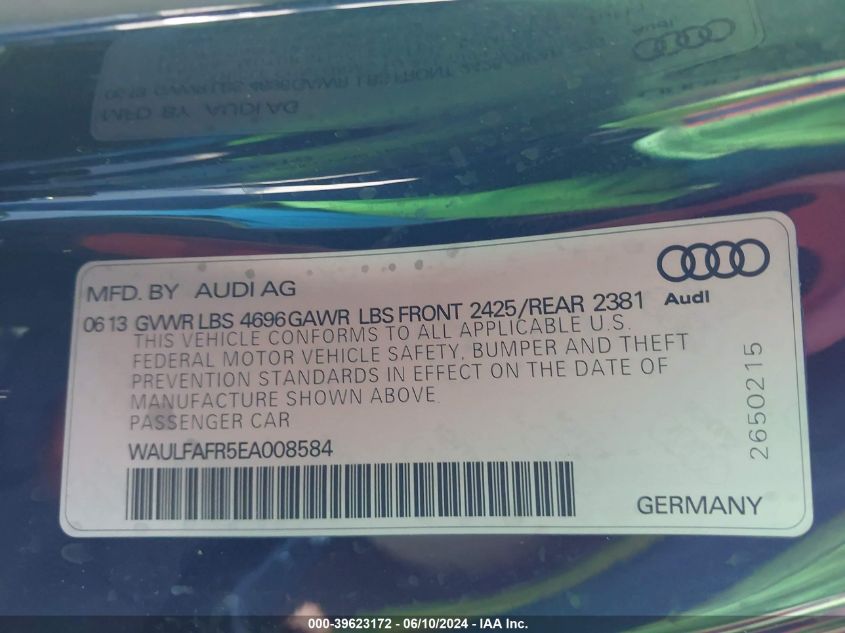 MFD. BY AUDI AG
Audi
06 13 GVWR LBS 4696 GAWR LBS FRONT 2425/REAR 2381
THIS VEHICLE CONFORMS TO ALL APPLICABLE U.S.
FEDERAL MOTOR VEHICLE SAFETY, BUMPER AND THEFT
PREVENTION STANDARDS IN EFFECT ON THE DATE OF
MANUFACTURE SHOWN ABOVE.
PASSENGER CAR
WAULFAFR5EA008584
2650215
GERMANY
000-39623172 - 06/10/2024 - IAA Inc.